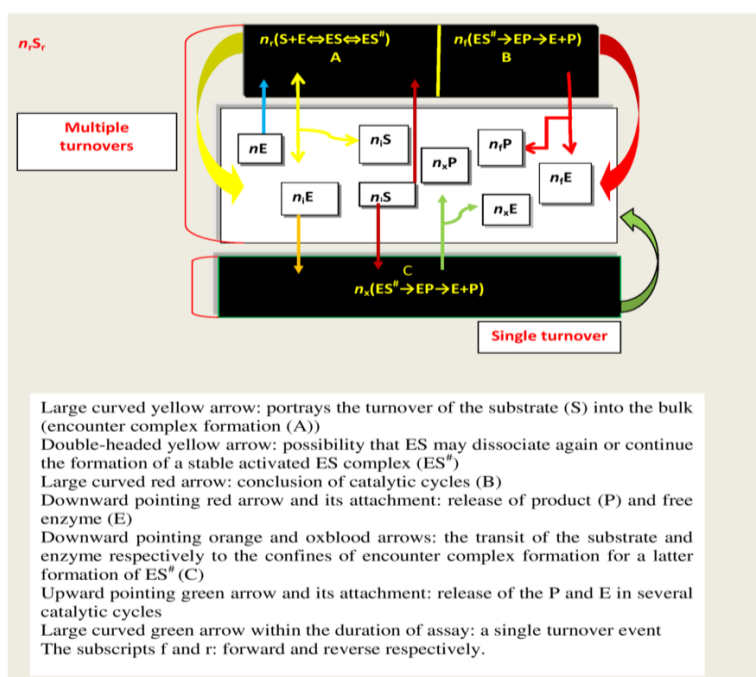 nᵣSᵣ
nᵣ(S+E⇔ES⇔ES#) nf(ES#→EP→E+P)
A B
Multiple
turnovers
nE nᵢS nₓP nfP
nfE
nᵢE nᵢS nₓE
C
nₓ(ES#→EP→E+P)
Single turnover
Large curved yellow arrow: portrays the turnover of the substrate (S) into the bulk
(encounter complex formation (A))
Double-headed yellow arrow: possibility that ES may dissociate again or continue
the formation of a stable activated ES complex (ES#)
Large curved red arrow: conclusion of catalytic cycles (B)
Downward pointing red arrow and its attachment: release of product (P) and free
enzyme (E)
Downward pointing orange and oxblood arrows: the transit of the substrate and
enzyme respectively to the confines of encounter complex formation for a latter
formation of ES# (C)
Upward pointing green arrow and its attachment: release of the P and E in several
catalytic cycles
Large curved green arrow within the duration of assay: a single turnover event
The subscripts f and r: forward and reverse respectively.